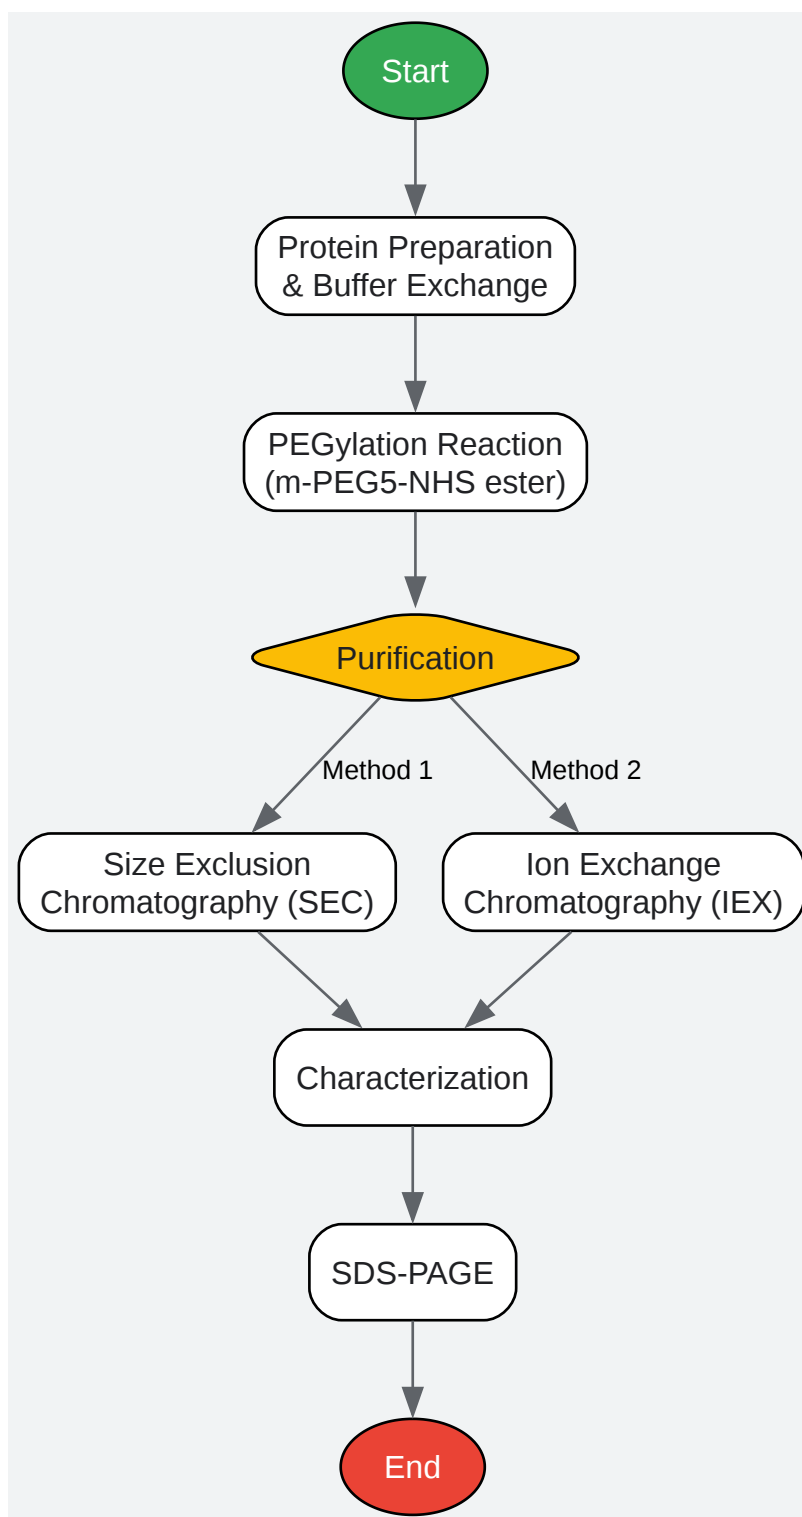 Start
Protein Preparation
& Buffer Exchange
PEGylation Reaction
(m-PEG5-NHS ester)
Purification
Method 1
Method 2
Size Exclusion
Chromatography (SEC)
Ion Exchange
Chromatography (IEX)
Characterization
SDS-PAGE
End